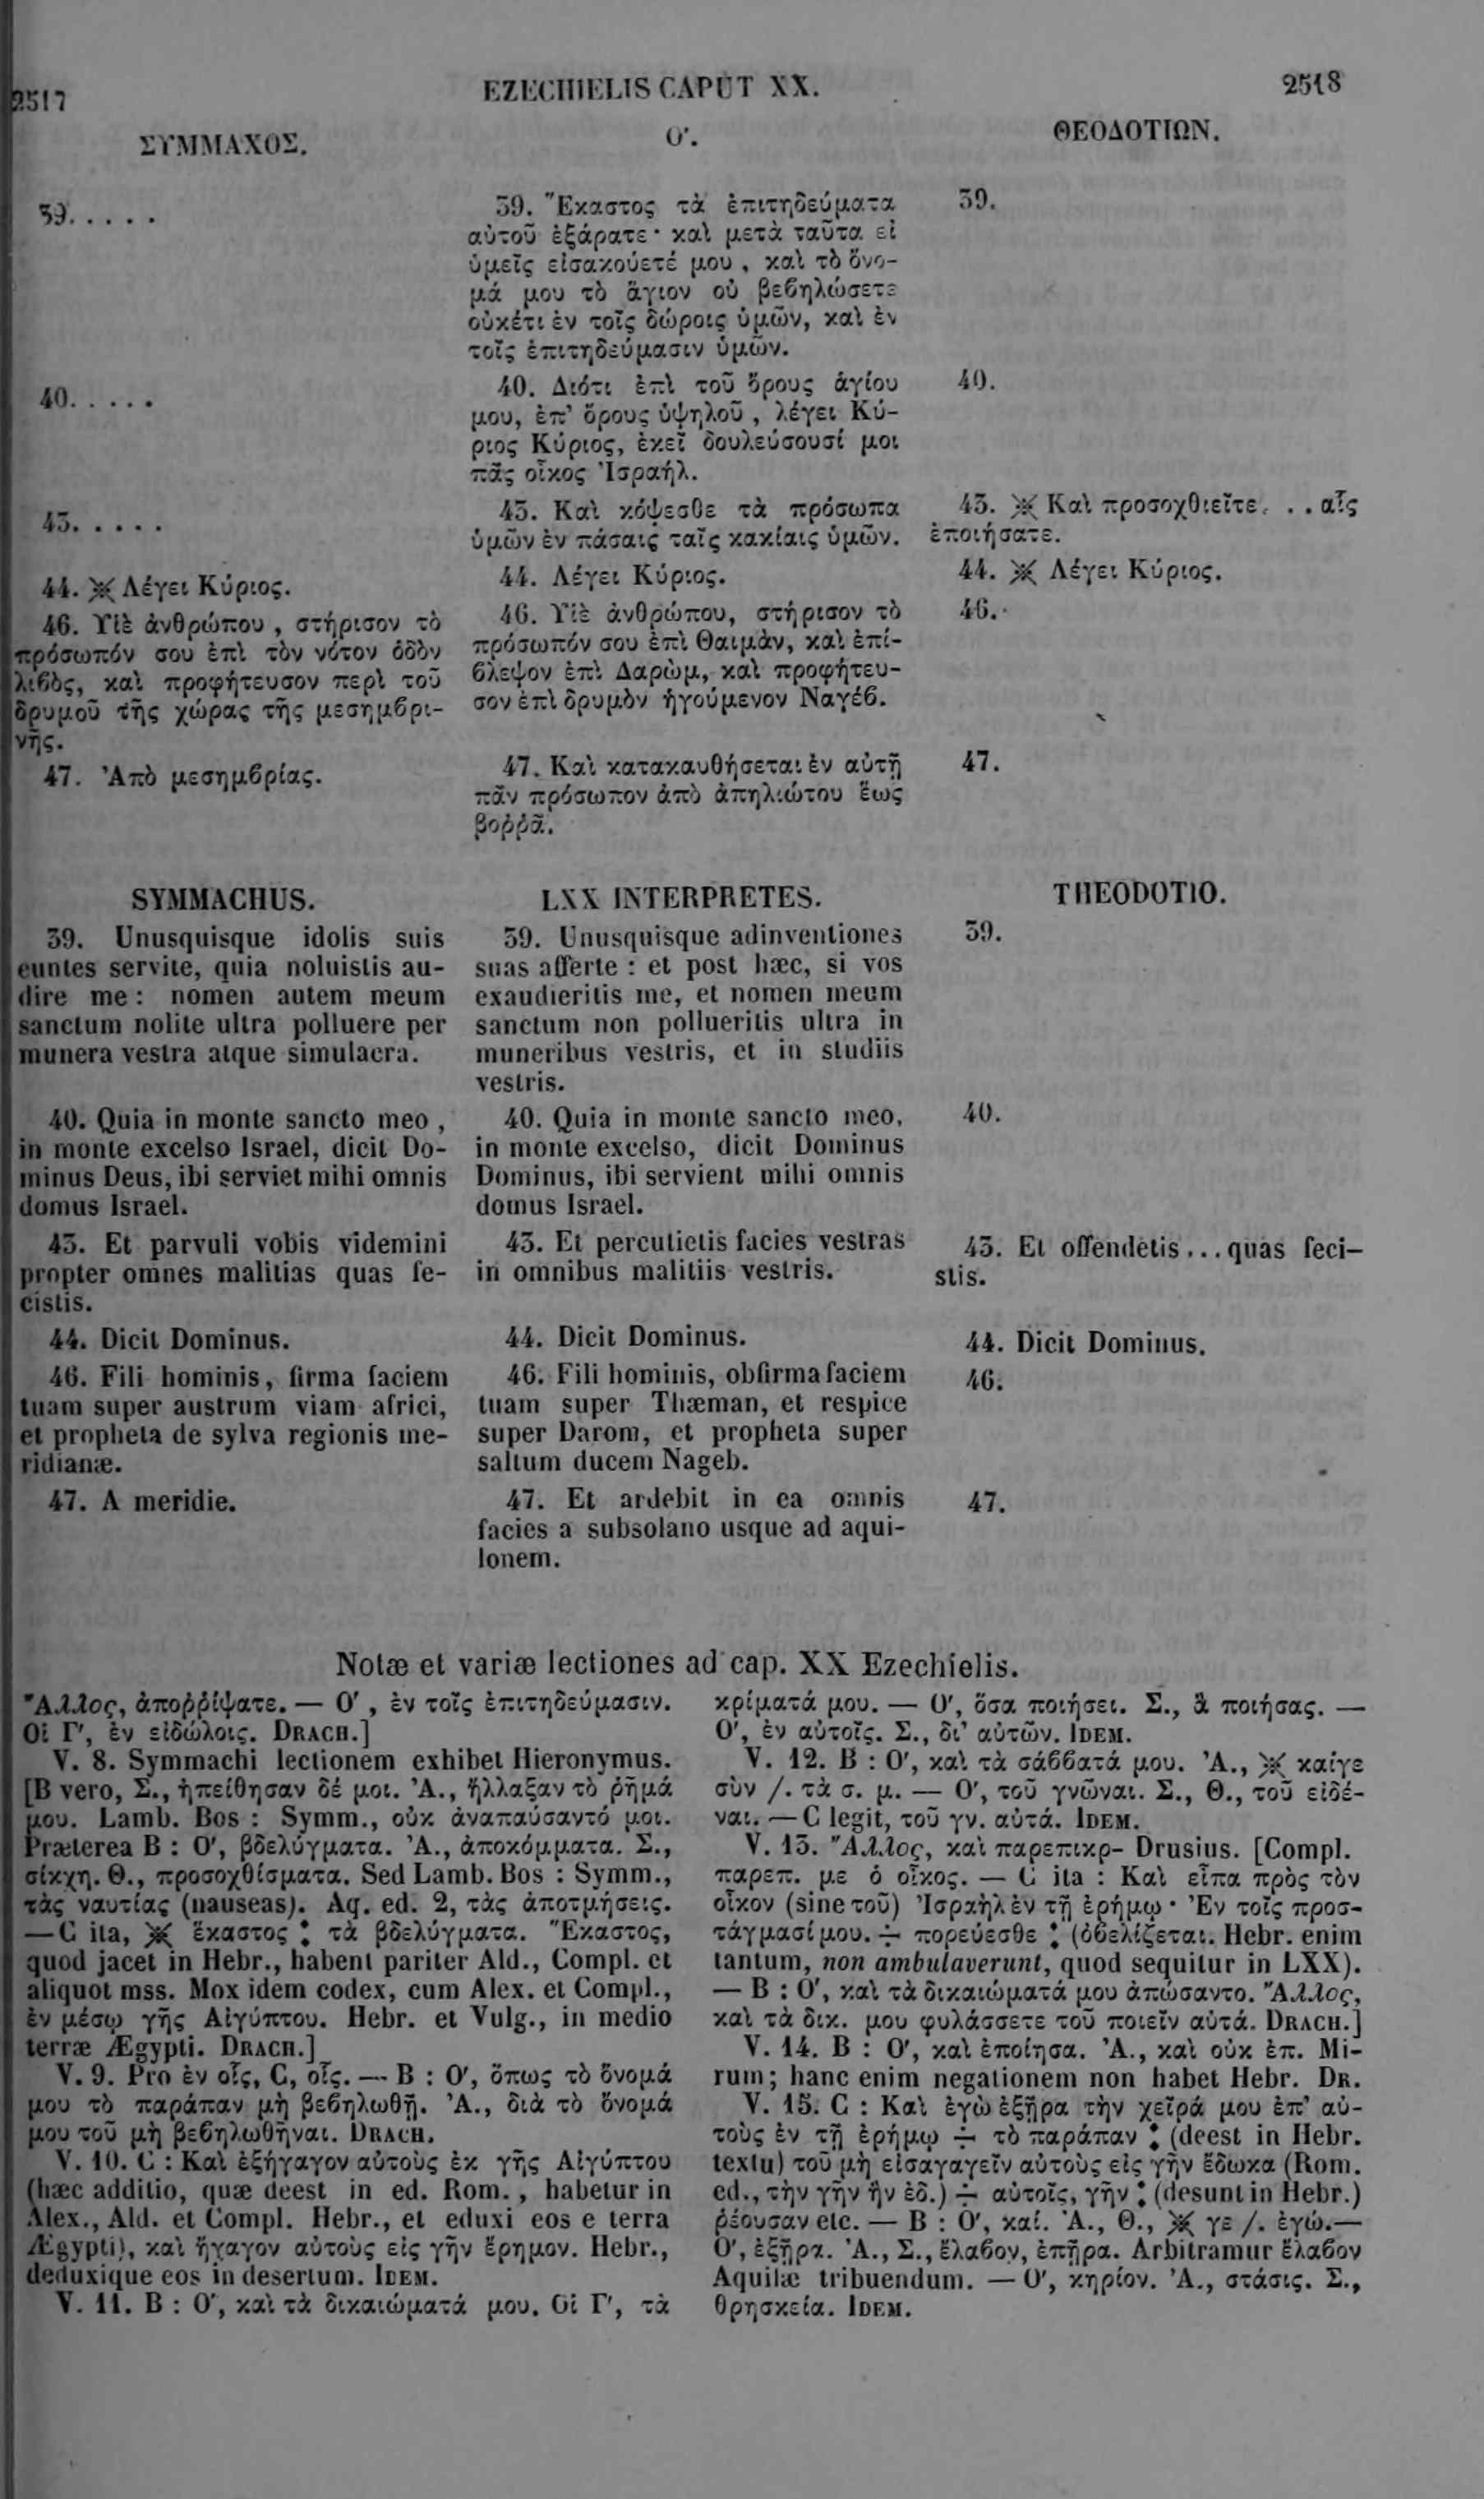 2517
EZECHIELIS CAPUT XX.
2518
ΣΥΜΜΑΧΟΣ.
39. . . . .
40. . . . .
43. . . . .
44. ※ Λέγει Κύριος.
46. Υἱὲ ἀνθρώπου, στήρισον τὸ
πρόσωπόν σου ἐπὶ τὸν νότον ὁδὸν
λιβὸς, καὶ προφήτευσον περὶ τοῦ
δρυμοῦ τῆς χώρας τῆς μεσημβρι-
νῆς.
47. Ἀπὸ μεσημβρίας.
Ο'.
39. Ἕκαστος τὰ ἐπιτηδεύματα
αὐτοῦ ἐξάρατε· καὶ μετὰ ταῦτα εἰ
ὑμεῖς εἰσακούετέ μου, καὶ τὸ ὄνο-
μά μου τὸ ἅγιον οὐ βεβηλώσετε
οὐκέτι ἐν τοῖς δώροις ὑμῶν, καὶ ἐν
τοῖς ἐπιτηδεύμασιν ὑμῶν.
40. Διότι ἐπὶ τοῦ ὄρους ἁγίου
μου, ἐπ' ὄρους ὑψηλοῦ, λέγει Κύ-
ριος Κύριος, ἐκεῖ δουλεύσουσί μοι
πᾶς οἶκος Ἰσραήλ.
43. Καὶ κόψεσθε τὰ πρόσωπα
ὑμῶν ἐν πάσαις ταῖς κακίαις ὑμῶν.
44. Λέγει Κύριος.
46. Υἱὲ ἀνθρώπου, στήρισον τὸ
πρόσωπόν σου ἐπὶ Θαιμὰν, καὶ ἐπί-
βλεψον ἐπὶ Δαρὼμ, καὶ προφήτευ-
σον ἐπὶ δρυμὸν ἡγούμενον Ναγέβ.
47. Καὶ κατακαυθήσεται ἐν αὐτῇ
πᾶν πρόσωπον ἀπὸ ἀπηλιώτου ἕως
βοῤῥᾶ.
ΘΕΟΔΟΤΙΩΝ.
39.
40.
43. ※ Καὶ προσοχθιεῖτε. . . αἷς
ἐποιήσατε.
44. ※ Λέγει Κύριος.
46.
47.
SYMMACHUS.
39. Unusquisque idolis suis
euntes servite, quia noluistis au-
dire me : nomen autem meum
sanctum nolite ultra polluere per
munera vestra atque simulacra.
40. Quia in monte sancto meo,
in monte excelso Israel, dicit Do-
minus Deus, ibi serviet mihi omnis
domus Israel.
43. Et parvuli vobis videmini
propter omnes malitias quas fe-
cistis.
44. Dicit Dominus.
46. Fili hominis, firma faciem
tuam super austrum viam africi,
et propheta de sylva regionis me-
ridianæ.
47. A meridie.
LXX INTERPRETES.
39. Unusquisque adinventiones
suas afferte : et post hæc, si vos
exaudieritis me, et nomen meum
sanctum non pollueritis ultra in
muneribus vestris, et in studiis
vestris.
40. Quia in monte sancto meo,
in monte excelso, dicit Dominus
Dominus, ibi servient mihi omnis
domus Israel.
43. Et percutietis facies vestras
in omnibus malitiis vestris.
44. Dicit Dominus.
46. Fili hominis, obfirma faciem
tuam super Thæman, et respice
super Darom, et propheta super
saltum ducem Nageb.
47. Et ardebit in ea omnis
facies a subsolano usque ad aqui-
lonem.
THEODOTIO.
39.
40.
43. Et offendetis . . . quas feci-
stis.
44. Dicit Dominus.
46.
47.
Notæ et variæ lectiones ad cap. XX Ezechielis.
Ἄλλος, ἀποῤῥίψατε. — Ο', ἐν τοῖς ἐπιτηδεύμασιν.
Οἱ Γ', ἐν εἰδώλοις. DRACH.]
V. 8. Symmachi lectionem exhibet Hieronymus.
[B vero, Σ., ἠπείθησαν δέ μοι. Ἀ., ἤλλαξαν τὸ ῥῆμά
μου. Lamb. Bos : Symm., οὐκ ἀναπαύσαντό μοι.
Præterea B : Ο', βδελύγματα. Ἀ., ἀποκόμματα. Σ.,
σίκχη. Θ., προσοχθίσματα. Sed Lamb. Bos : Symm.,
τὰς ναυτίας (nauseas). Aq. ed. 2, τὰς ἀποτμήσεις.
— C ita, ※ ἕκαστος ⁑ τὰ βδελύγματα. Ἕκαστος,
quod jacet in Hebr., habent pariter Ald., Compl. et
aliquot mss. Mox idem codex, cum Alex. et Compl.,
ἐν μέσῳ γῆς Αἰγύπτου. Hebr. et Vulg., in medio
terræ Ægypti. DRACH.]
V. 9. Pro ἐν οἷς, C, οἷς. — B : Ο', ὅπως τὸ ὄνομά
μου τὸ παράπαν μὴ βεβηλωθῇ. Ἀ., διὰ τὸ ὄνομά
μου τοῦ μὴ βεβηλωθῆναι. DRACH.
V. 10. C : Καὶ ἐξήγαγον αὐτοὺς ἐκ γῆς Αἰγύπτου
(hæc additio, quæ deest in ed. Rom., habetur in
Alex., Ald. et Compl. Hebr., et eduxi eos e terra
Ægypti), καὶ ἤγαγον αὐτοὺς εἰς γῆν ἔρημον. Hebr.,
deduxique eos in desertum. IDEM.
V. 11. B : Ο', καὶ τὰ δικαιώματά μου. Οἱ Γ', τὰ
κρίματά μου. — Ο', ὅσα ποιήσει. Σ., ἃ ποιήσας. —
Ο', ἐν αὐτοῖς. Σ., δι' αὐτῶν. IDEM.
V. 12. B : Ο', καὶ τὰ σάββατά μου. Ἀ., ※ καίγε
σὺν /. τὰ σ. μ. — Ο', τοῦ γνῶναι. Σ., Θ., τοῦ εἰδέ-
ναι. — C legit, τοῦ γν. αὐτά. IDEM.
V. 13. Ἄλλος, καὶ παρεπικρ- Drusius. [Compl.
παρεπ. με ὁ οἶκος. — C ita : Καὶ εἶπα πρὸς τὸν
οἶκον (sine τοῦ) Ἰσραὴλ ἐν τῇ ἐρήμῳ· Ἐν τοῖς προσ-
τάγμασί μου. ÷ πορεύεσθε ⁑ (ὀβελίζεται. Hebr. enim
tantum, non ambulaverunt, quod sequitur in LXX).
— B : Ο', καὶ τὰ δικαιώματά μου ἀπώσαντο. Ἄλλος,
καὶ τὰ δικ. μου φυλάσσετε τοῦ ποιεῖν αὐτά. DRACH.]
V. 14. B : Ο', καὶ ἐποίησα. Ἀ., καὶ οὐκ ἐπ. Mi-
rum; hanc enim negationem non habet Hebr. DR.
V. 15. C : Καὶ ἐγὼ ἐξῆρα τὴν χεῖρά μου ἐπ' αὐ-
τοὺς ἐν τῇ ἐρήμῳ ÷ τὸ παράπαν ⁑ (deest in Hebr.
textu) τοῦ μὴ εἰσαγαγεῖν αὐτοὺς εἰς γῆν ἔδωκα (Rom.
ed., τὴν γῆν ἣν ἐδ.) ÷ αὐτοῖς, γῆν ⁑ (desunt in Hebr.)
ῥέουσαν etc. — B : Ο', καί. Ἀ., Θ., ※ γε /. ἐγώ. —
Ο', ἐξῆρα. Ἀ., Σ., ἔλαβον, ἐπῆρα. Arbitramur ἔλαβον
Aquilæ tribuendum. — Ο', κηρίον. Ἀ., στάσις. Σ.,
θρησκεία. IDEM.